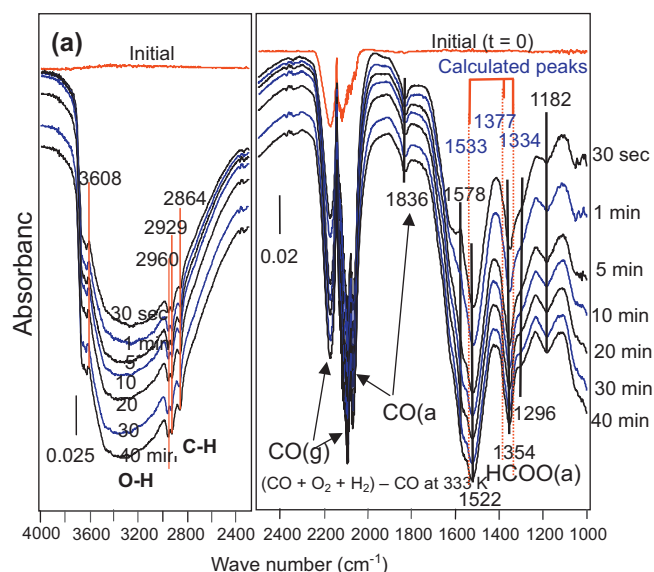 (a)
Initial
Initial (t = 0)
Calculated peaks
1182
1377
1533
1334
3608
2864
2929
2960
1836
1578
0.02
30 sec
1 min
5 min
10 min
20 min
30 min
40 min
30 sec
1 min
5
10
20
30
40 min
0.025
O-H
C-H
CO(g)
CO(a
1296
1354
HCOO(a)
(CO + O2 + H2) – CO at 333 K
1522
Absorbanc
4000 3600 3200 2800 2400
2400 2200 2000 1800 1600 1400 1200 1000
Wave number (cm-1)